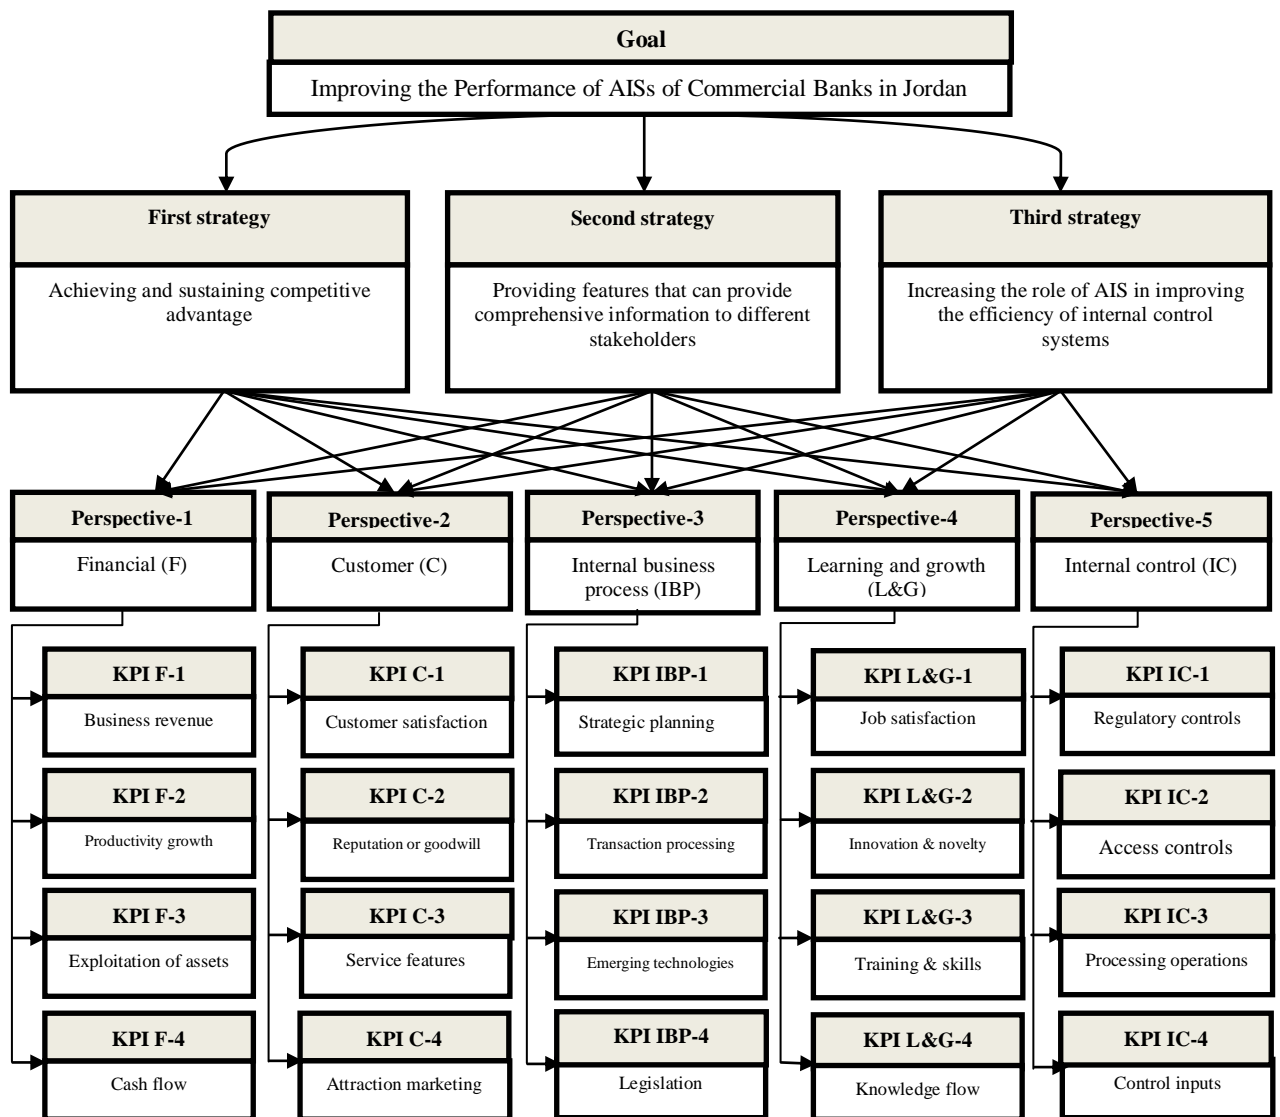 Goal
Improving the Performance of AISs of Commercial Banks in Jordan
First strategy
Achieving and sustaining competitive
advantage
Second strategy
Providing features that can provide
comprehensive information to different
stakeholders
Third strategy
Increasing the role of AIS in improving
the efficiency of internal control
systems
Perspective-1
Financial (F)
Perspective-2
Customer (C)
Perspective-3
Internal business
process (IBP)
Perspective-4
Learning and growth
(L&G)
Perspective-5
Internal control (IC)
KPI F-1
Business revenue
KPI F-2
Productivity growth
KPI F-3
Exploitation of assets
KPI F-4
Cash flow
KPI C-1
Customer satisfaction
KPI C-2
Reputation or goodwill
KPI C-3
Service features
KPI C-4
Attraction marketing
KPI IBP-1
Strategic planning
KPI IBP-2
Transaction processing
KPI IBP-3
Emerging technologies
KPI IBP-4
Legislation
KPI L&G-1
Job satisfaction
KPI L&G-2
Innovation & novelty
KPI L&G-3
Training & skills
KPI L&G-4
Knowledge flow
KPI IC-1
Regulatory controls
KPI IC-2
Access controls
KPI IC-3
Processing operations
KPI IC-4
Control inputs